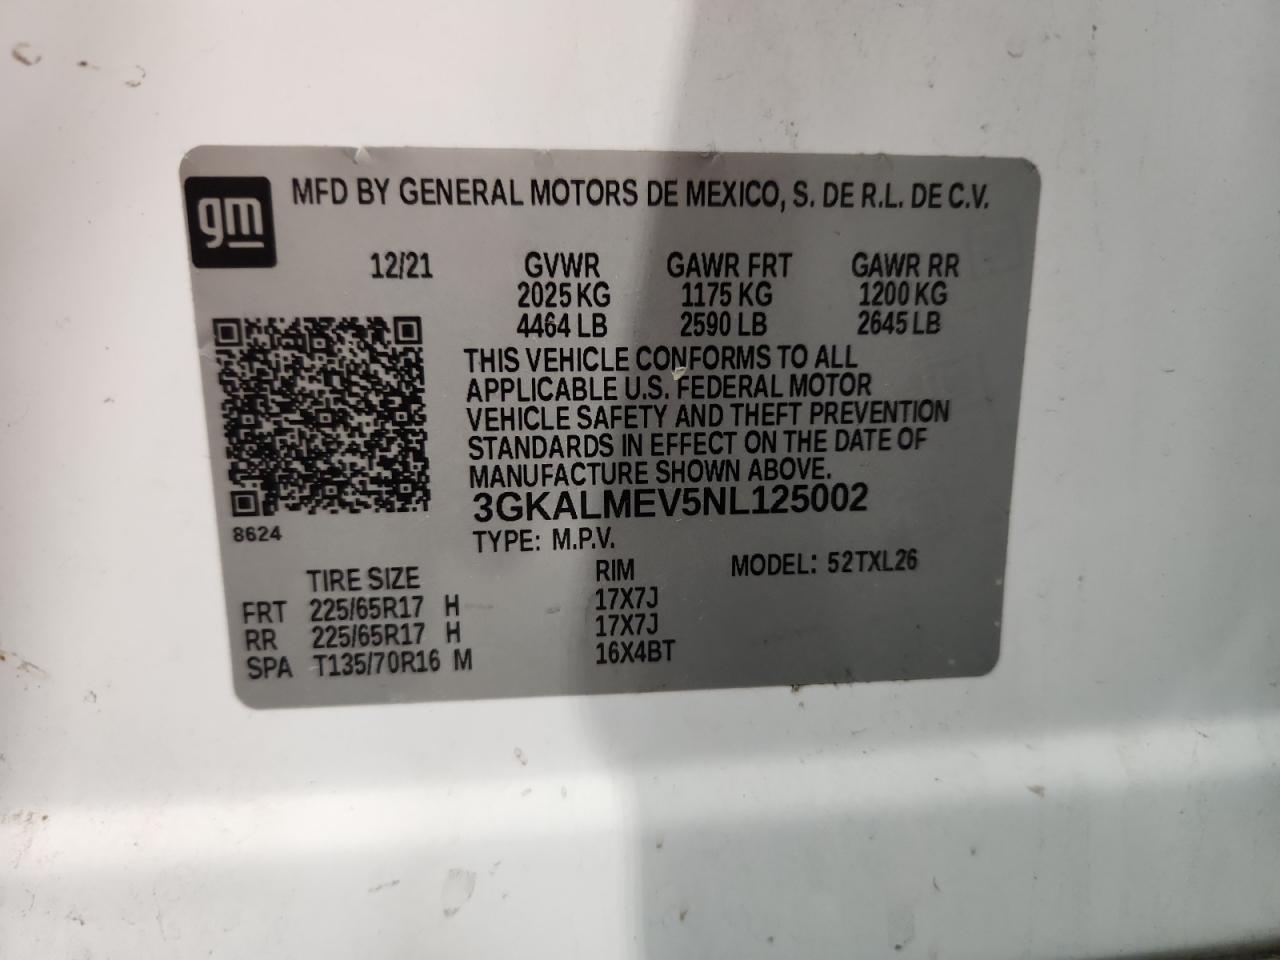 gm
MFD BY GENERAL MOTORS DE MEXICO, S. DE R.L. DE C.V.
12/21 GVWR GAWR FRT GAWR RR
2025 KG 1175 KG 1200 KG
4464 LB 2590 LB 2645 LB
THIS VEHICLE CONFORMS TO ALL
APPLICABLE U.S. FEDERAL MOTOR
VEHICLE SAFETY AND THEFT PREVENTION
STANDARDS IN EFFECT ON THE DATE OF
MANUFACTURE SHOWN ABOVE.
3GKALMEV5NL125002
8624
TYPE: M.P.V.
TIRE SIZE RIM MODEL: 52TXL26
FRT 225/65R17 H 17X7J
RR 225/65R17 H 17X7J
SPA T135/70R16 M 16X4BT